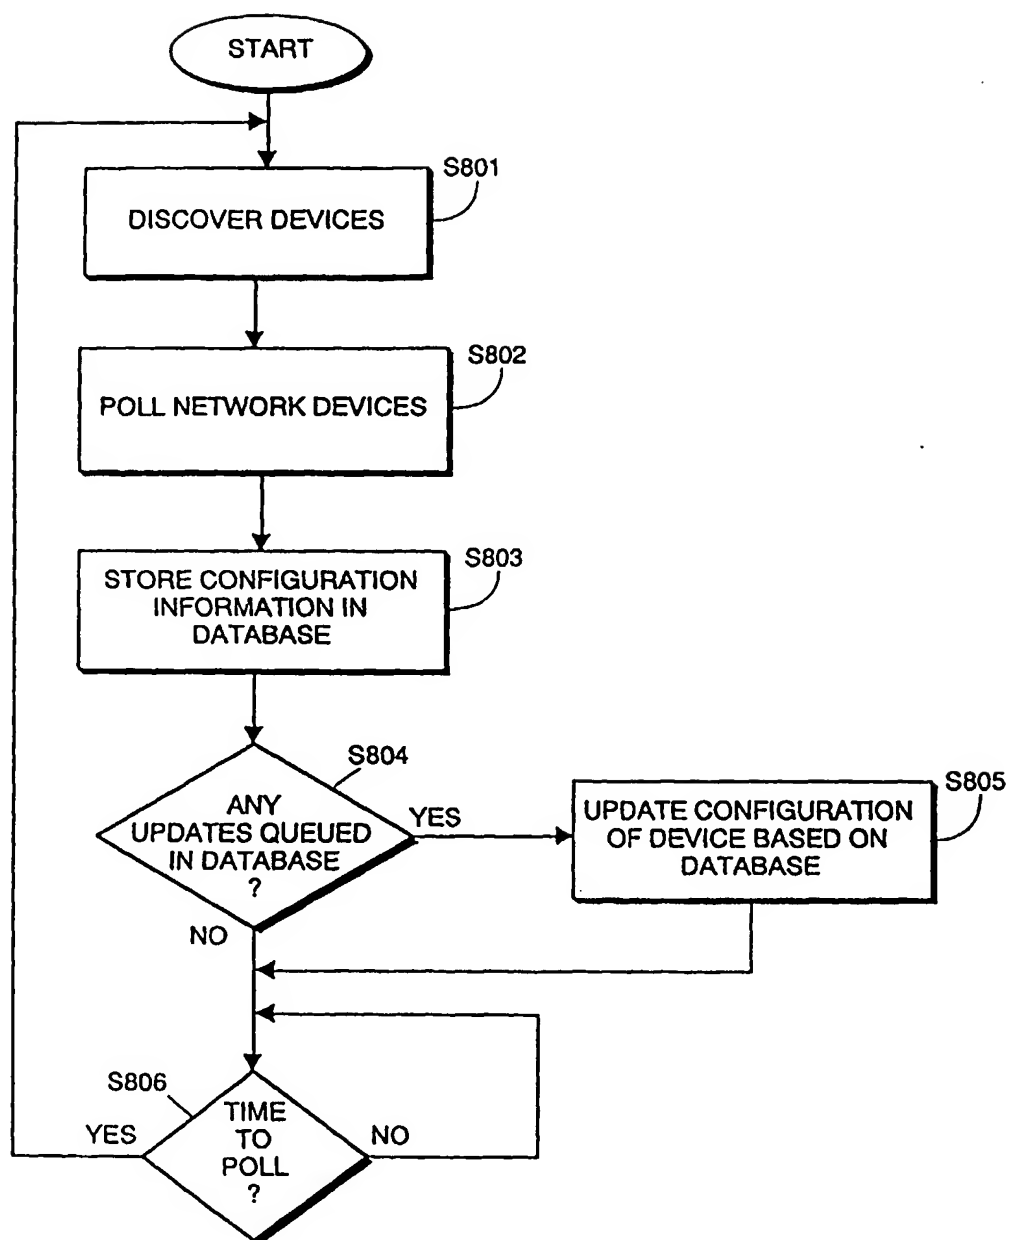 START
S801
DISCOVER DEVICES
S802
POLL NETWORK DEVICES
S803
STORE CONFIGURATION
INFORMATION IN
DATABASE
S804
ANY
UPDATES QUEUED
IN DATABASE
?
YES
NO
S805
UPDATE CONFIGURATION
OF DEVICE BASED ON
DATABASE
S806
TIME
TO
POLL
?
YES
NO